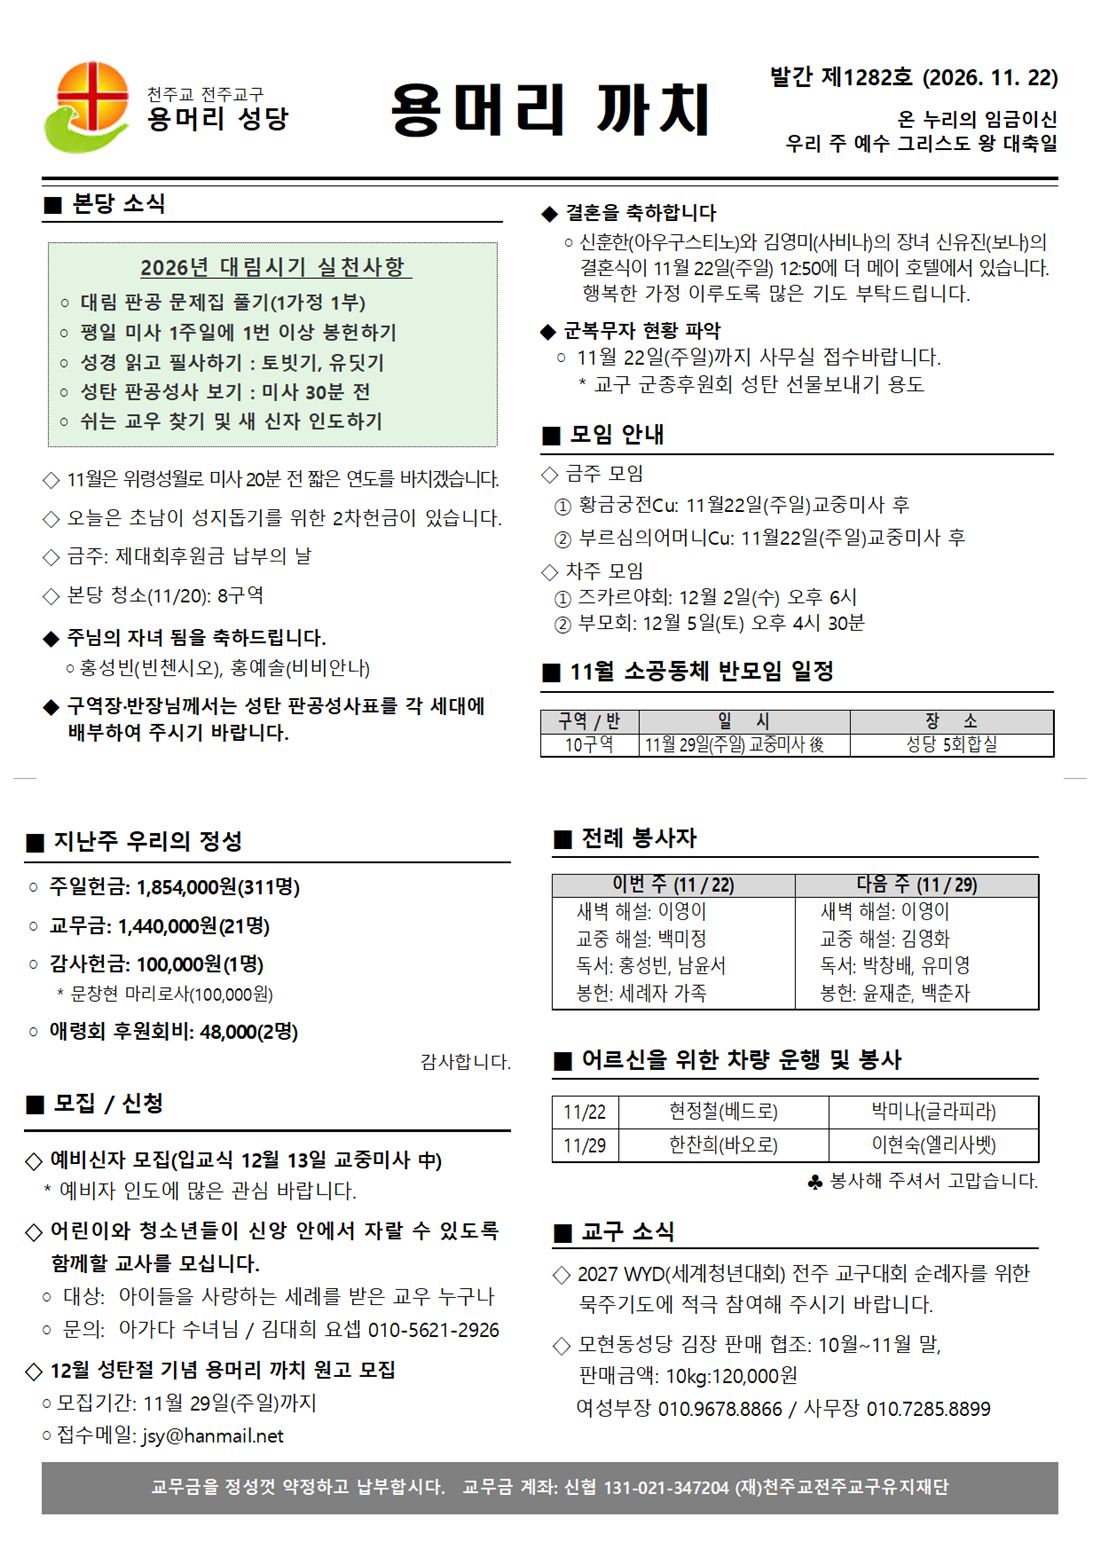 천주교 전주교구
용머리 성당
용머리 까치
발간 제1282호 (2026. 11. 22)
온 누리의 임금이신
우리 주 예수 그리스도 왕 대축일
■ 본당 소식
2026년 대림시기 실천사항
○ 대림 판공 문제집 풀기(1가정 1부)
○ 평일 미사 1주일에 1번 이상 봉헌하기
○ 성경 읽고 필사하기 : 토빗기, 유딧기
○ 성탄 판공성사 보기 : 미사 30분 전
○ 쉬는 교우 찾기 및 새 신자 인도하기
◇ 11월은 위령성월로 미사 20분 전 짧은 연도를 바치겠습니다.
◇ 오늘은 초남이 성지돕기를 위한 2차헌금이 있습니다.
◇ 금주: 제대회후원금 납부의 날
◇ 본당 청소(11/20): 8구역
◆ 주님의 자녀 됨을 축하드립니다.
○ 홍성빈(빈첸시오), 홍예솔(비비안나)
◆ 구역장·반장님께서는 성탄 판공성사표를 각 세대에
배부하여 주시기 바랍니다.
◆ 결혼을 축하합니다
○ 신훈한(아우구스티노)와 김영미(사비나)의 장녀 신유진(보나)의
결혼식이 11월 22일(주일) 12:50에 더 메이 호텔에서 있습니다.
행복한 가정 이루도록 많은 기도 부탁드립니다.
◆ 군복무자 현황 파악
○ 11월 22일(주일)까지 사무실 접수바랍니다.
* 교구 군종후원회 성탄 선물보내기 용도
■ 모임 안내
◇ 금주 모임
① 황금궁전Cu: 11월22일(주일)교중미사 후
② 부르심의어머니Cu: 11월22일(주일)교중미사 후
◇ 차주 모임
① 즈카르야회: 12월 2일(수) 오후 6시
② 부모회: 12월 5일(토) 오후 4시 30분
■ 11월 소공동체 반모임 일정
구역 / 반 일 시 장 소
10구역 11월 29일(주일) 교중미사 後 성당 5회합실
■ 지난주 우리의 정성
○ 주일헌금: 1,854,000원(311명)
○ 교무금: 1,440,000원(21명)
○ 감사헌금: 100,000원(1명)
* 문창현 마리로사(100,000원)
○ 애령회 후원회비: 48,000(2명)
감사합니다.
■ 모집 / 신청
◇ 예비신자 모집(입교식 12월 13일 교중미사 中)
* 예비자 인도에 많은 관심 바랍니다.
◇ 어린이와 청소년들이 신앙 안에서 자랄 수 있도록
함께할 교사를 모십니다.
○ 대상: 아이들을 사랑하는 세례를 받은 교우 누구나
○ 문의: 아가다 수녀님 / 김대희 요셉 010-5621-2926
◇ 12월 성탄절 기념 용머리 까치 원고 모집
○ 모집기간: 11월 29일(주일)까지
○ 접수메일: jsy@hanmail.net
■ 전례 봉사자
이번 주 (11 / 22) 다음 주 (11 / 29)
새벽 해설: 이영이 새벽 해설: 이영이
교중 해설: 백미정 교중 해설: 김영화
독서: 홍성빈, 남윤서 독서: 박창배, 유미영
봉헌: 세례자 가족 봉헌: 윤재춘, 백춘자
■ 어르신을 위한 차량 운행 및 봉사
11/22 현정철(베드로) 박미나(글라피라)
11/29 한찬희(바오로) 이현숙(엘리사벳)
♣ 봉사해 주셔서 고맙습니다.
■ 교구 소식
◇ 2027 WYD(세계청년대회) 전주 교구대회 순례자를 위한
묵주기도에 적극 참여해 주시기 바랍니다.
◇ 모현동성당 김장 판매 협조: 10월~11월 말,
판매금액: 10kg:120,000원
여성부장 010.9678.8866 / 사무장 010.7285.8899
교무금을 정성껏 약정하고 납부합시다. 교무금 계좌: 신협 131-021-347204 (재)천주교전주교구유지재단